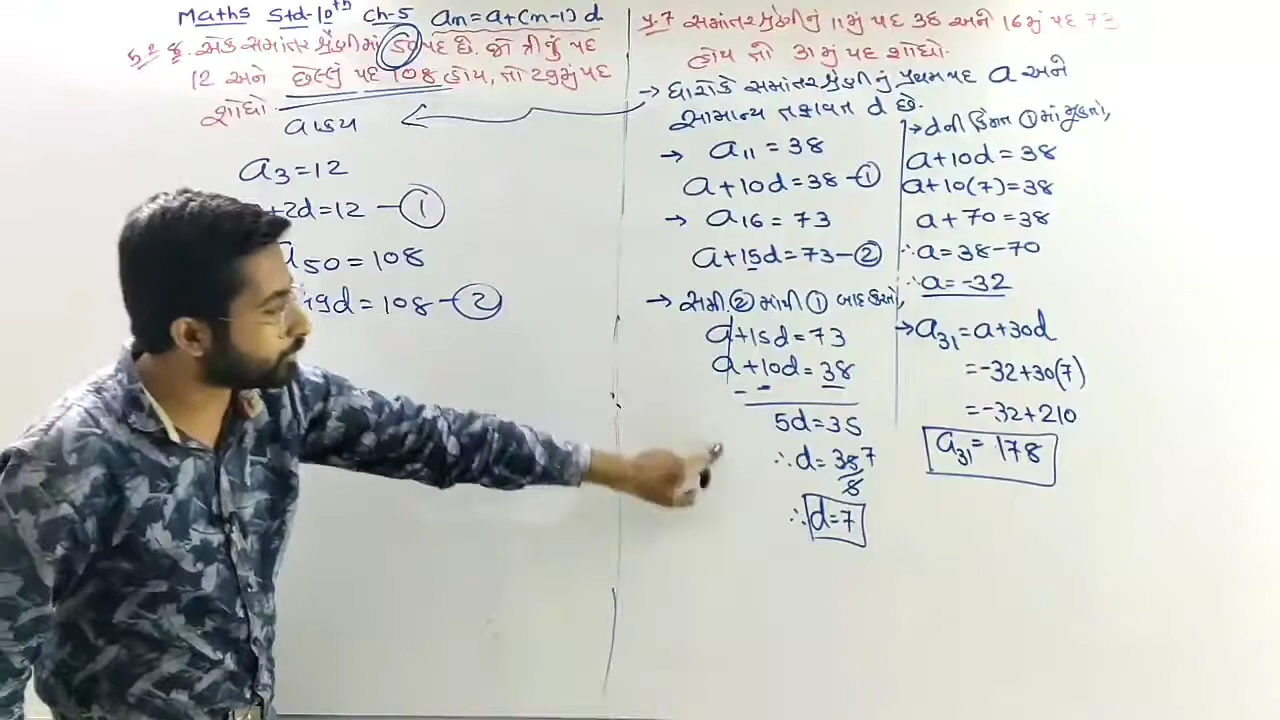 Maths Std-10th Ch-5 an=a+(n-1) d
8. એક સમાંતર શ્રેણીમાં 50 પદ છે. જો ત્રીજું પદ
12 અને છેલ્લું પદ 108 હોય, તો 29મું પદ
શોધો.
a3=12
+2d=12 - 1
a50=108
49d=108 - 2
પ્ર.7 સમાંતર શ્રેણીનું 11મું પદ 38 અને 16મું પદ 73
હોય તો 31મું પદ શોધો.
→ ધારોકે સમાંતર શ્રેણીનું પ્રથમ પદ a અને
સામાન્ય તફાવત d છે.
→ a11=38
a+10d=38 - 1
→ a16=73
a+15d=73 - 2
→ સમી. 2 માંથી 1 બાદ કરતાં,
a+15d=73
a+10d=38
- - -
5d=35
∴d=35 7
5
∴d=7
→ dની કિંમત 1 માં મૂકતાં,
a+10d=38
a+10(7)=38
a+70=38
∴a=38-70
∴a=-32
→a31=a+30d
=-32+30(7)
=-32+210
a31=178